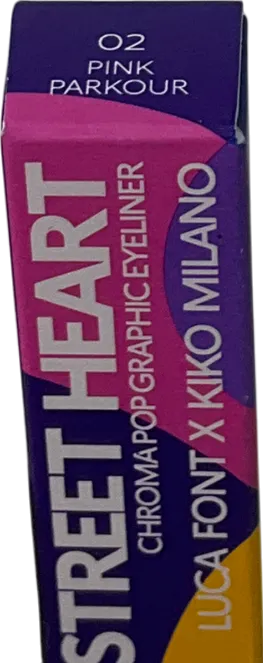 02
PINK
PARKOUR
STREET HEART
CHROMA POP GRAPHIC EYELINER
LUCA FONT X KIKO MILANO